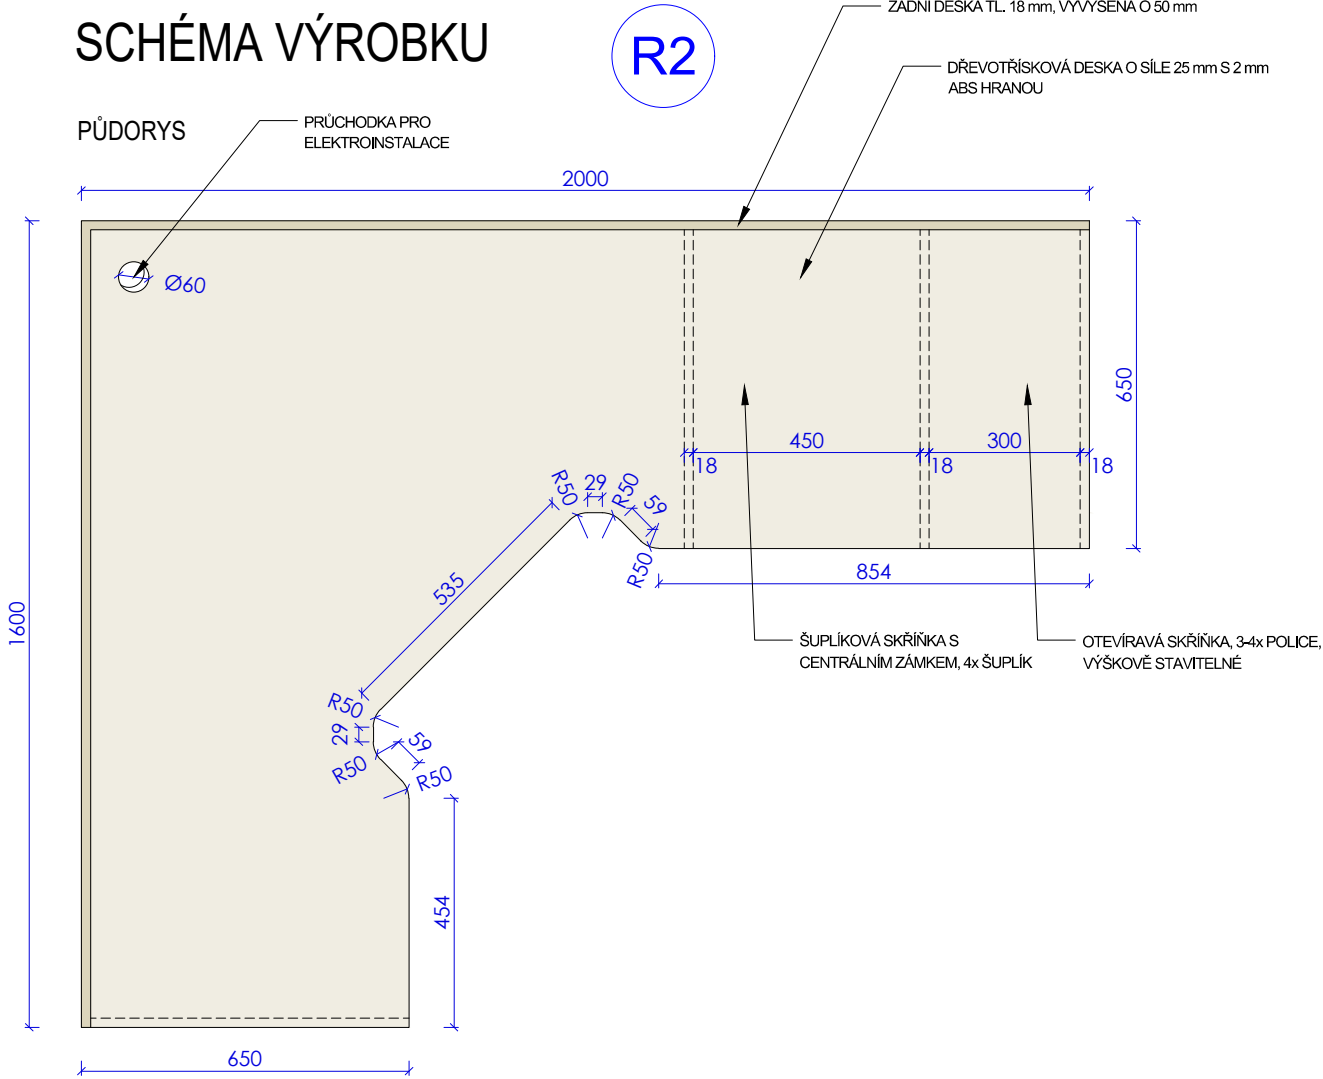 ZADNÍ DESKA TL. 18 mm, VÝVÝŠENÁ O 50 mm
SCHÉMA VÝROBKU
R2
DŘEVOTŘÍSKOVÁ DESKA O SÍLE 25 mm S 2 mm
ABS HRANOU
PŮDORYS
PRŮCHODKA PRO
ELEKTROINSTALACE
2000
Ø60
650
450
300
18
18
18
R50
29
R50
59
R50
535
854
1600
ŠUPLÍKOVÁ SKŘÍŇKA S
CENTRÁLNÍM ZÁMKEM, 4x ŠUPLÍK
OTEVÍRAVÁ SKŘÍŇKA, 3-4x POLICE,
VÝŠKOVĚ STAVITELNÉ
R50
29
59
R50
R50
454
650